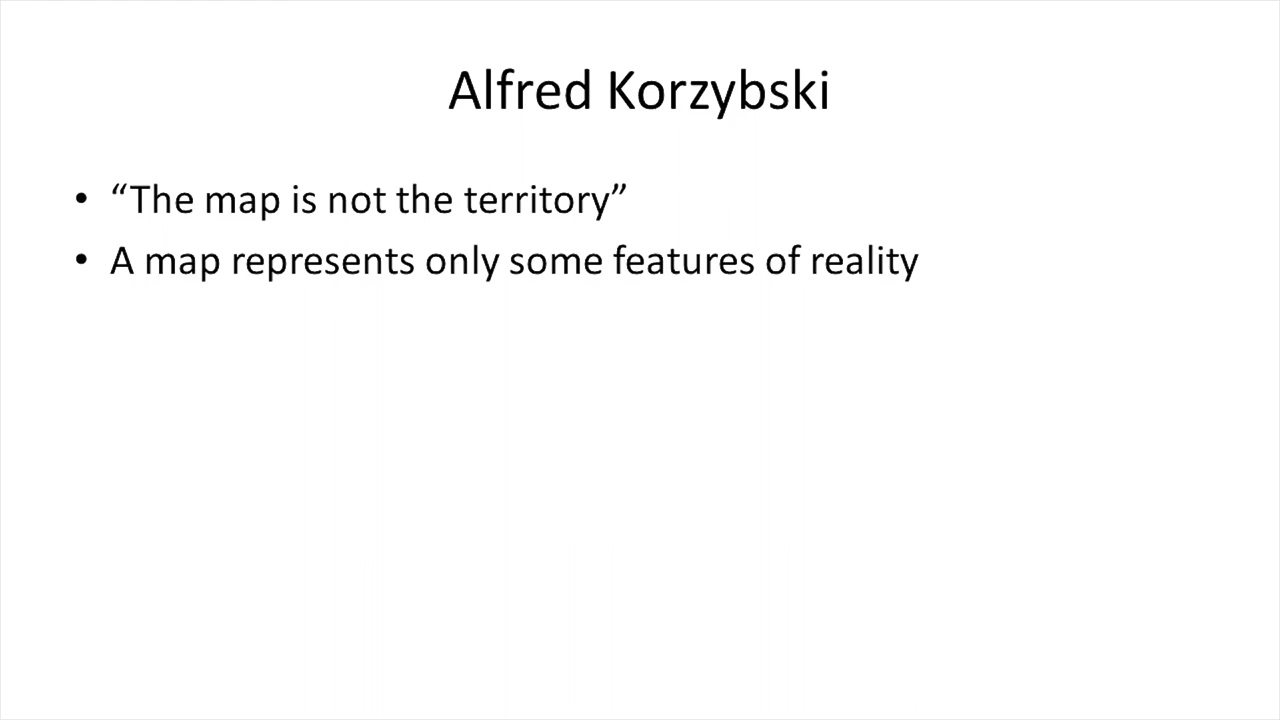 Alfred Korzybski
• “The map is not the territory”
• A map represents only some features of reality